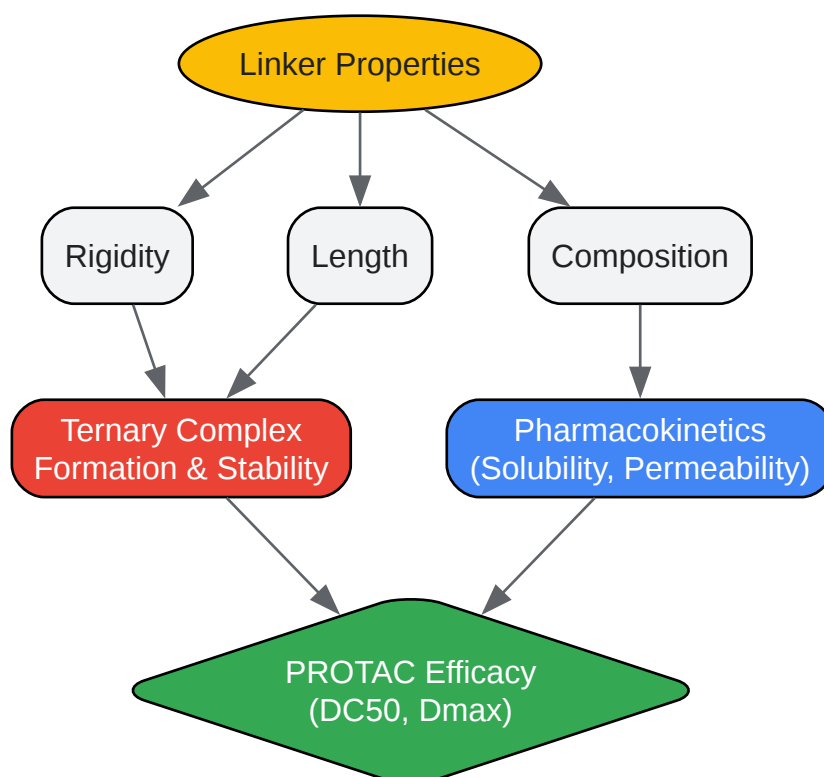 Linker Properties
Rigidity
Length
Composition
Ternary Complex
Formation & Stability
Pharmacokinetics
(Solubility, Permeability)
PROTAC Efficacy
(DC50, Dmax)